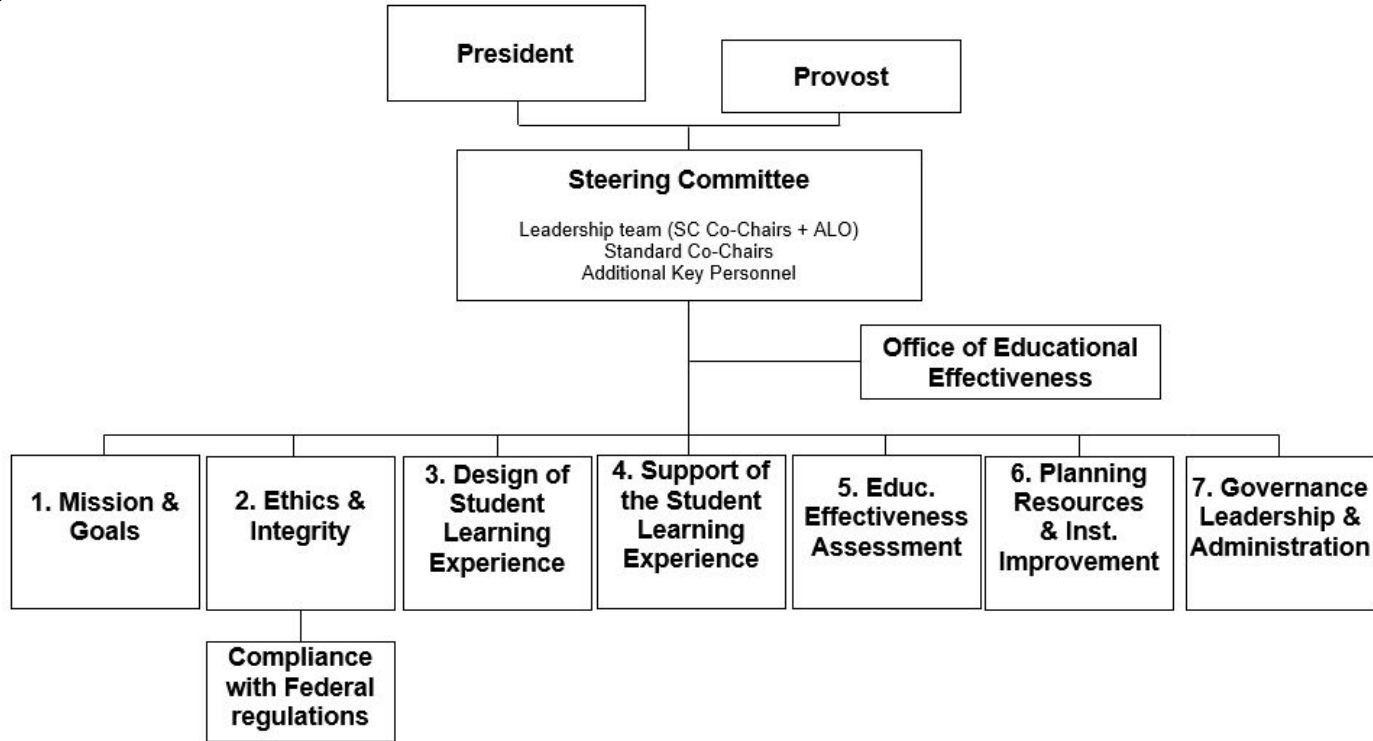 President
Provost
Steering Committee
Leadership team (SC Co-Chairs + ALO)
Standard Co-Chairs
Additional Key Personnel
Office of Educational
Effectiveness
1. Mission &
Goals
2. Ethics &
Integrity
3. Design of
Student
Learning
Experience
4. Support of
the Student
Learning
Experience
5. Educ.
Effectiveness
Assessment
6. Planning
Resources
& Inst.
Improvement
7. Governance
Leadership &
Administration
Compliance
with Federal
regulations